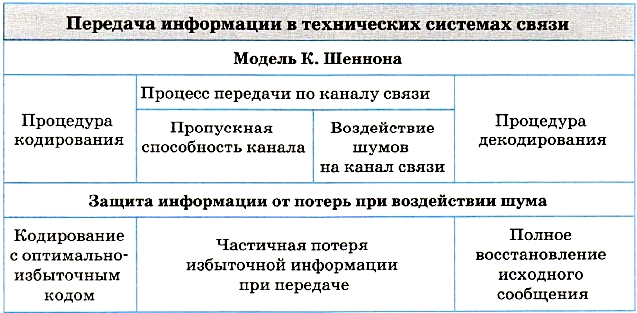 Передача информации в технических системах связи
Модель К. Шеннона
Процедура
кодирования
Процесс передачи по каналу связи
Пропускная
способность канала
Воздействие
шумов
на канал связи
Процедура
декодирования
Защита информации от потерь при воздействии шума
Кодирование
с оптимально-
избыточным
кодом
Частичная потеря
избыточной информации
при передаче
Полное
восстановление
исходного
сообщения